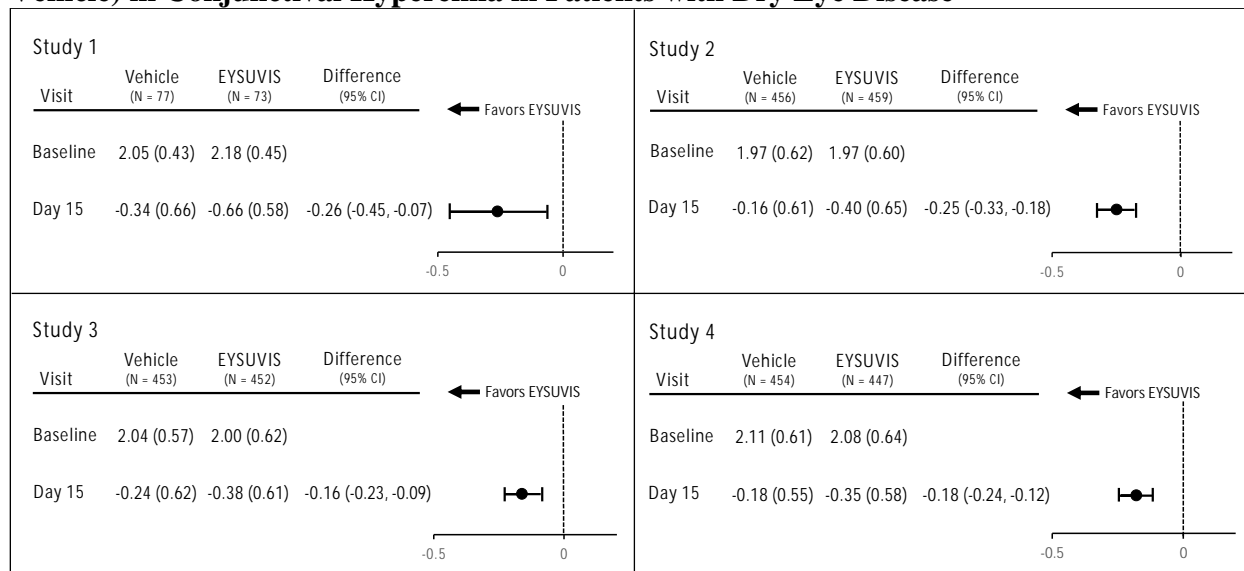 Vehicle) in Conjunctival Hyperemia in Patients with Dry Eye Disease
Study 1
Vehicle EYSUVIS Difference
Visit (N = 77) (N = 73) (95% CI)
Favors EYSUVIS
Baseline 2.05 (0.43) 2.18 (0.45)
Day 15 -0.34 (0.66) -0.66 (0.58) -0.26 (-0.45, -0.07)
-0.5 0
Study 2
Vehicle EYSUVIS Difference
Visit (N = 456) (N = 459) (95% CI)
Favors EYSUVIS
Baseline 1.97 (0.62) 1.97 (0.60)
Day 15 -0.16 (0.61) -0.40 (0.65) -0.25 (-0.33, -0.18)
-0.5 0
Study 3
Vehicle EYSUVIS Difference
Visit (N = 453) (N = 452) (95% CI)
Favors EYSUVIS
Baseline 2.04 (0.57) 2.00 (0.62)
Day 15 -0.24 (0.62) -0.38 (0.61) -0.16 (-0.23, -0.09)
-0.5 0
Study 4
Vehicle EYSUVIS Difference
Visit (N = 454) (N = 447) (95% CI)
Favors EYSUVIS
Baseline 2.11 (0.61) 2.08 (0.64)
Day 15 -0.18 (0.55) -0.35 (0.58) -0.18 (-0.24, -0.12)
-0.5 0